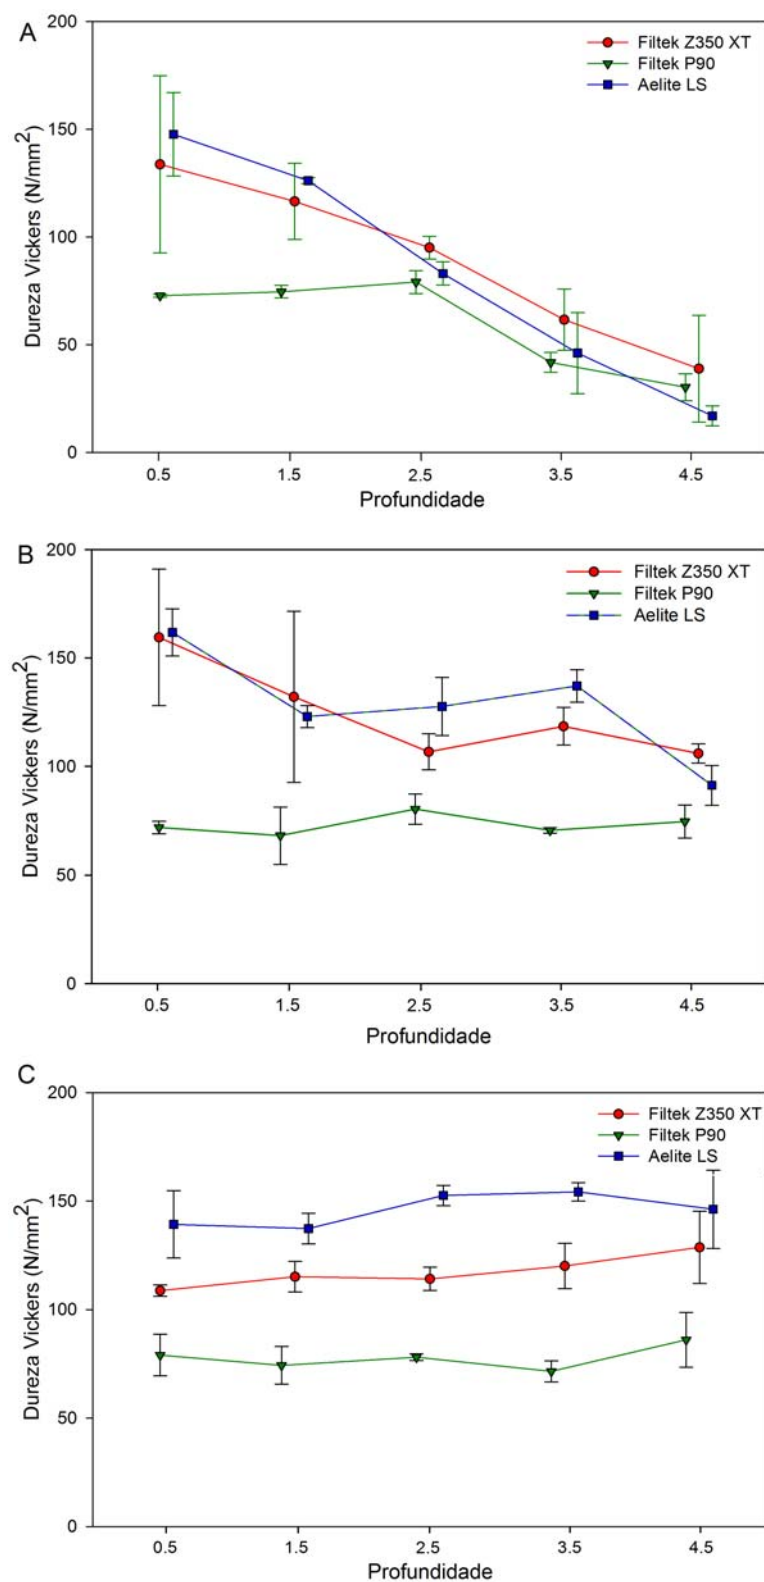 A
200
150
100
50
0
Dureza Vickers (N/mm2)
Filtek Z350 XT
Filtek P90
Aelite LS
0.5 1.5 2.5 3.5 4.5
Profundidade
B
200
150
100
50
0
Dureza Vickers (N/mm2)
Filtek Z350 XT
Filtek P90
Aelite LS
0.5 1.5 2.5 3.5 4.5
Profundidade
C
200
150
100
50
0
Dureza Vickers (N/mm2)
Filtek Z350 XT
Filtek P90
Aelite LS
0.5 1.5 2.5 3.5 4.5
Profundidade